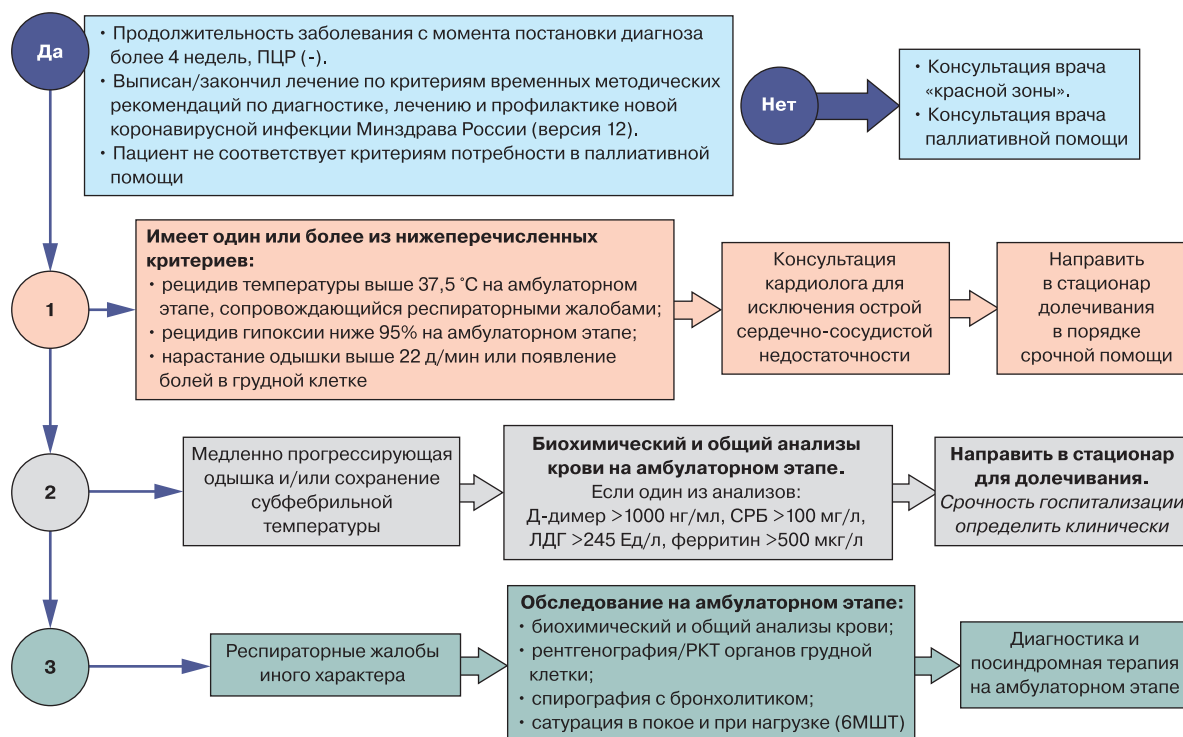 Да
• Продолжительность заболевания с момента постановки диагноза
более 4 недель, ПЦР (-).
• Выписан/закончил лечение по критериям временных методических
рекомендаций по диагностике, лечению и профилактике новой
коронавирусной инфекции Минздрава России (версия 12).
• Пациент не соответствует критериям потребности в паллиативной
помощи
Нет
• Консультация врача
«красной зоны».
• Консультация врача
паллиативной помощи
1
Имеет один или более из нижеперечисленных
критериев:
• рецидив температуры выше 37,5 °С на амбулаторном
этапе, сопровождающийся респираторными жалобами;
• рецидив гипоксии ниже 95% на амбулаторном этапе;
• нарастание одышки выше 22 д/мин или появление
болей в грудной клетке
Консультация
кардиолога для
исключения острой
сердечно-сосудистой
недостаточности
Направить
в стационар
долечивания
в порядке
срочной помощи
2
Медленно прогрессирующая
одышка и/или сохранение
субфебрильной
температуры
Биохимический и общий анализы
крови на амбулаторном этапе.
Если один из анализов:
Д-димер >1000 нг/мл, СРБ >100 мг/л,
ЛДГ >245 Ед/л, ферритин >500 мкг/л
Направить в стационар
для долечивания.
Срочность госпитализации
определить клинически
3
Респираторные жалобы
иного характера
Обследование на амбулаторном этапе:
• биохимический и общий анализы крови;
• рентгенография/РКТ органов грудной
клетки;
• спирография с бронхолитиком;
• сатурация в покое и при нагрузке (6МШТ)
Диагностика и
посиндромная терапия
на амбулаторном этапе